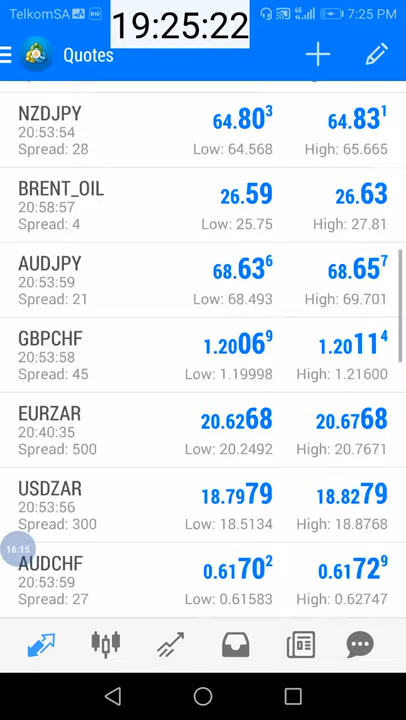 TelkomSA 7:25 PM
19:25:22
Quotes
NZDJPY 64.80³ 64.83¹
20:53:54
Spread: 28 Low: 64.568 High: 65.665
BRENT_OIL 26.59 26.63
20:58:57
Spread: 4 Low: 25.75 High: 27.81
AUDJPY 68.63⁶ 68.65⁷
20:53:59
Spread: 21 Low: 68.493 High: 69.701
GBPCHF 1.2006⁹ 1.2011⁴
20:53:58
Spread: 45 Low: 1.19998 High: 1.21600
EURZAR 20.6268 20.6768
20:40:35
Spread: 500 Low: 20.2492 High: 20.7671
USDZAR 18.7979 18.8279
20:53:56
Spread: 300 Low: 18.5134 High: 18.8768
16:15
AUDCHF 0.6170² 0.6172⁹
20:53:59
Spread: 27 Low: 0.61583 High: 0.62747